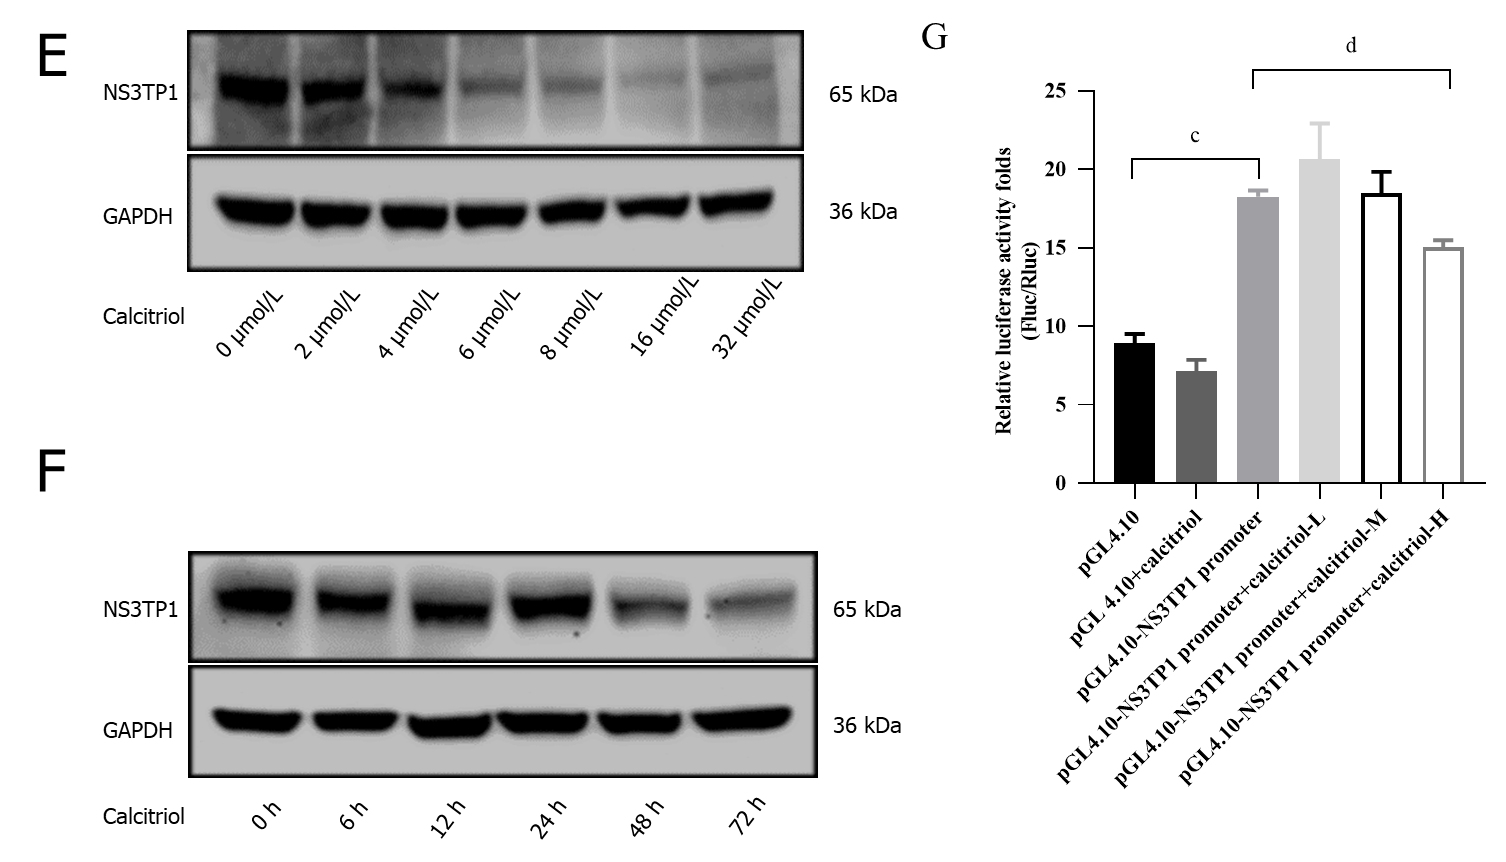 E
NS3TP1
65 kDa
GAPDH
36 kDa
Calcitriol
0 µmol/L
2 µmol/L
4 µmol/L
6 µmol/L
8 µmol/L
16 µmol/L
32 µmol/L
F
NS3TP1
65 kDa
GAPDH
36 kDa
Calcitriol
0 h
6 h
12 h
24 h
48 h
72 h
G
d
c
Relative luciferase activity folds
(Fluc/Rluc)
25
20
15
10
5
0
pGL4.10
pGL 4.10+calcitriol
pGL4.10-NS3TP1 promoter
pGL4.10-NS3TP1 promoter+calcitriol-L
pGL4.10-NS3TP1 promoter+calcitriol-M
pGL4.10-NS3TP1 promoter+calcitriol-H